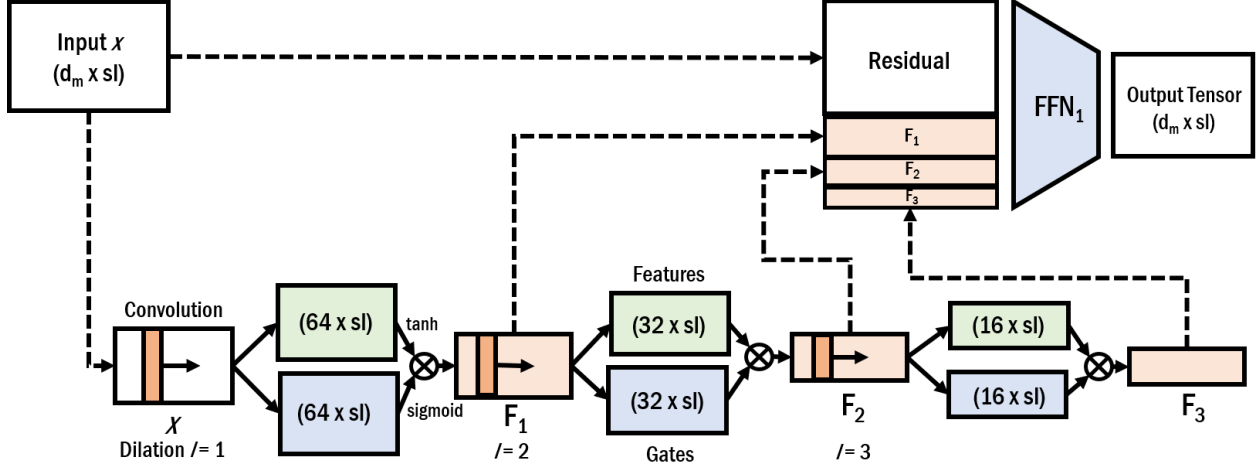 Input x
(dm x sl)
Residual
F1
F2
F3
FFN1
Output Tensor
(dm x sl)
Convolution
x
Dilation l= 1
(64 x sl)
(64 x sl)
tanh
sigmoid
F1
l= 2
Features
(32 x sl)
(32 x sl)
Gates
F2
l= 3
(16 x sl)
(16 x sl)
F3